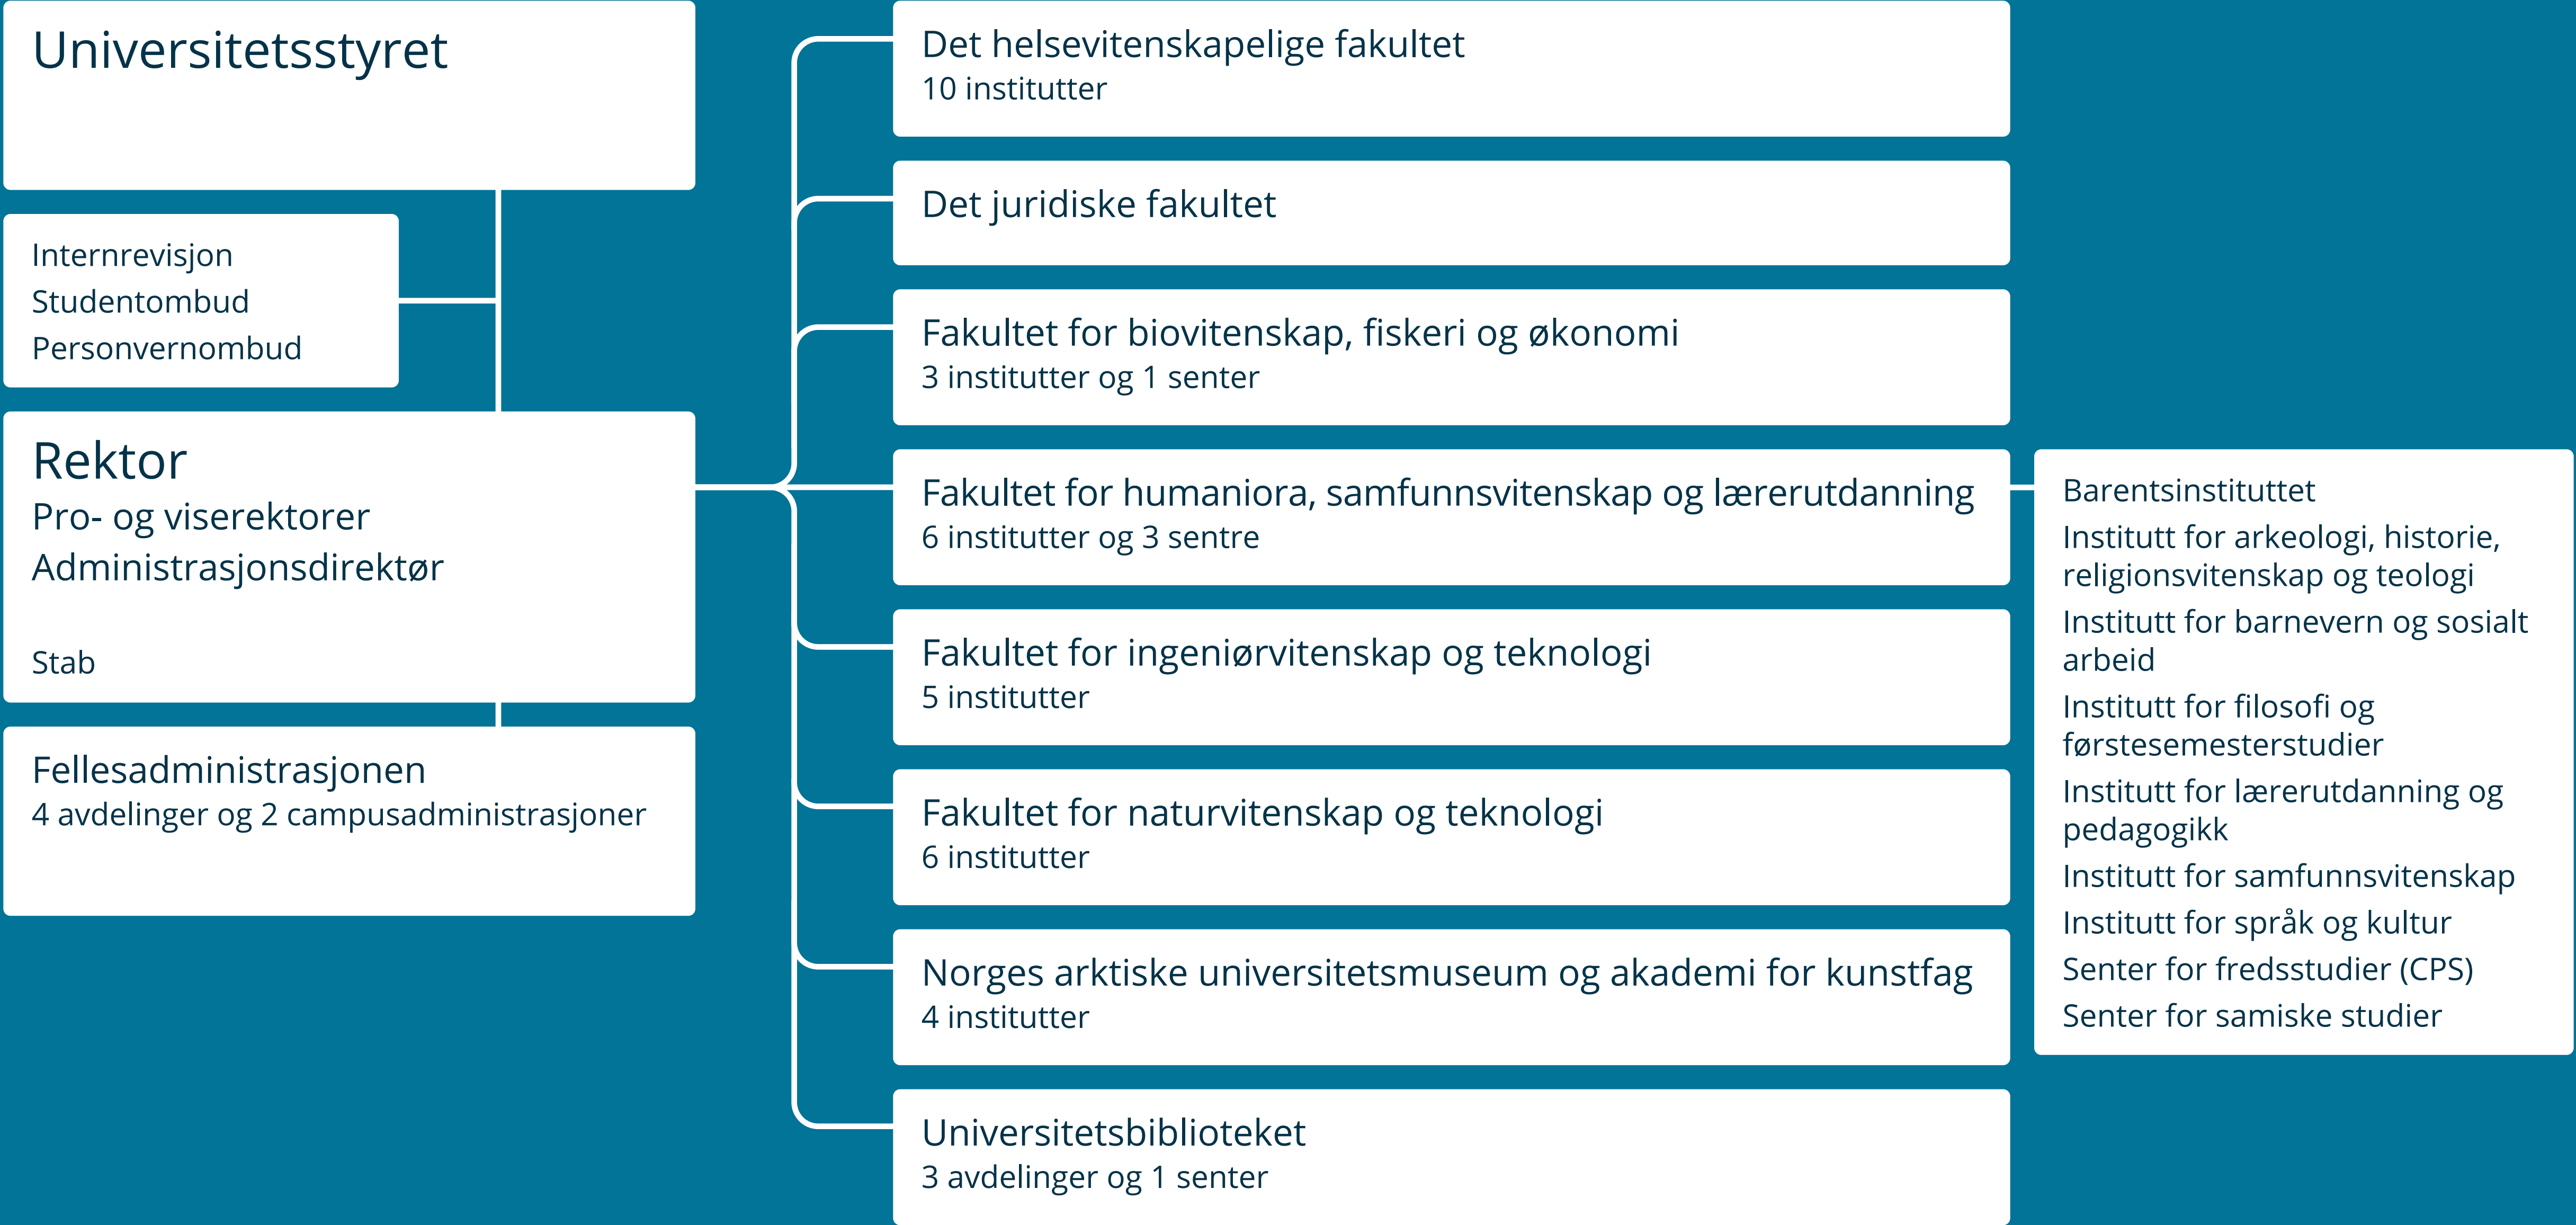 Universitetsstyret
Internrevisjon
Studentombud
Personvernombud
Rektor
Pro- og viserektorer
Administrasjonsdirektør
Stab
Fellesadministrasjonen
4 avdelinger og 2 campusadministrasjoner
Det helsevitenskapelige fakultet
10 institutter
Det juridiske fakultet
Fakultet for biovitenskap, fiskeri og økonomi
3 institutter og 1 senter
Fakultet for humaniora, samfunnsvitenskap og lærerutdanning
6 institutter og 3 sentre
Fakultet for ingeniørvitenskap og teknologi
5 institutter
Fakultet for naturvitenskap og teknologi
6 institutter
Norges arktiske universitetsmuseum og akademi for kunstfag
4 institutter
Universitetsbiblioteket
3 avdelinger og 1 senter
Barentsinstituttet
Institutt for arkeologi, historie,
religionsvitenskap og teologi
Institutt for barnevern og sosialt
arbeid
Institutt for filosofi og
førstesemesterstudier
Institutt for lærerutdanning og
pedagogikk
Institutt for samfunnsvitenskap
Institutt for språk og kultur
Senter for fredsstudier (CPS)
Senter for samiske studier